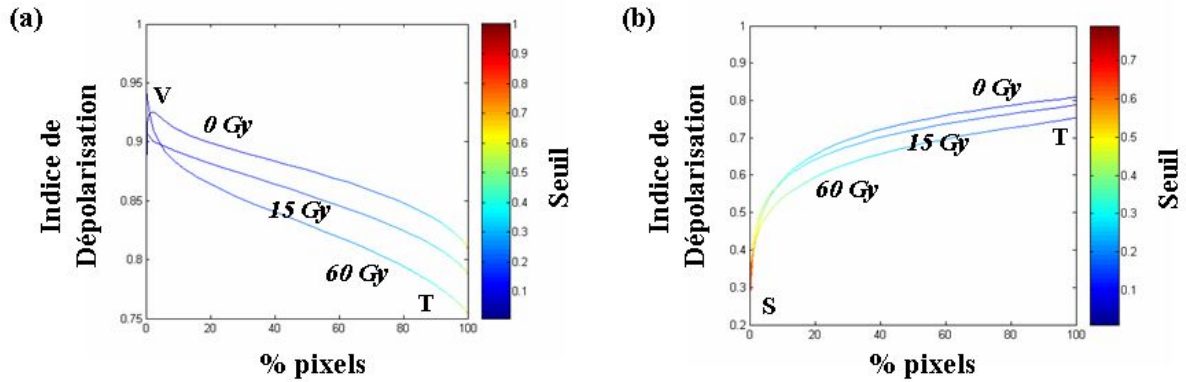 (a)
Indice de
Dépolarisation
1
0.95
0.9
0.85
0.8
0.75
V
0 Gy
15 Gy
60 Gy
T
0 20 40 60 80 100
% pixels
1
0.9
0.8
0.7
0.6
0.5
0.4
0.3
0.2
0.1
Seuil
(b)
Indice de
Dépolarisation
1
0.9
0.8
0.7
0.6
0.5
0.4
0.3
0.2
0 Gy
15 Gy
T
60 Gy
S
0 20 40 60 80 100
% pixels
0.7
0.6
0.5
0.4
0.3
0.2
0.1
Seuil